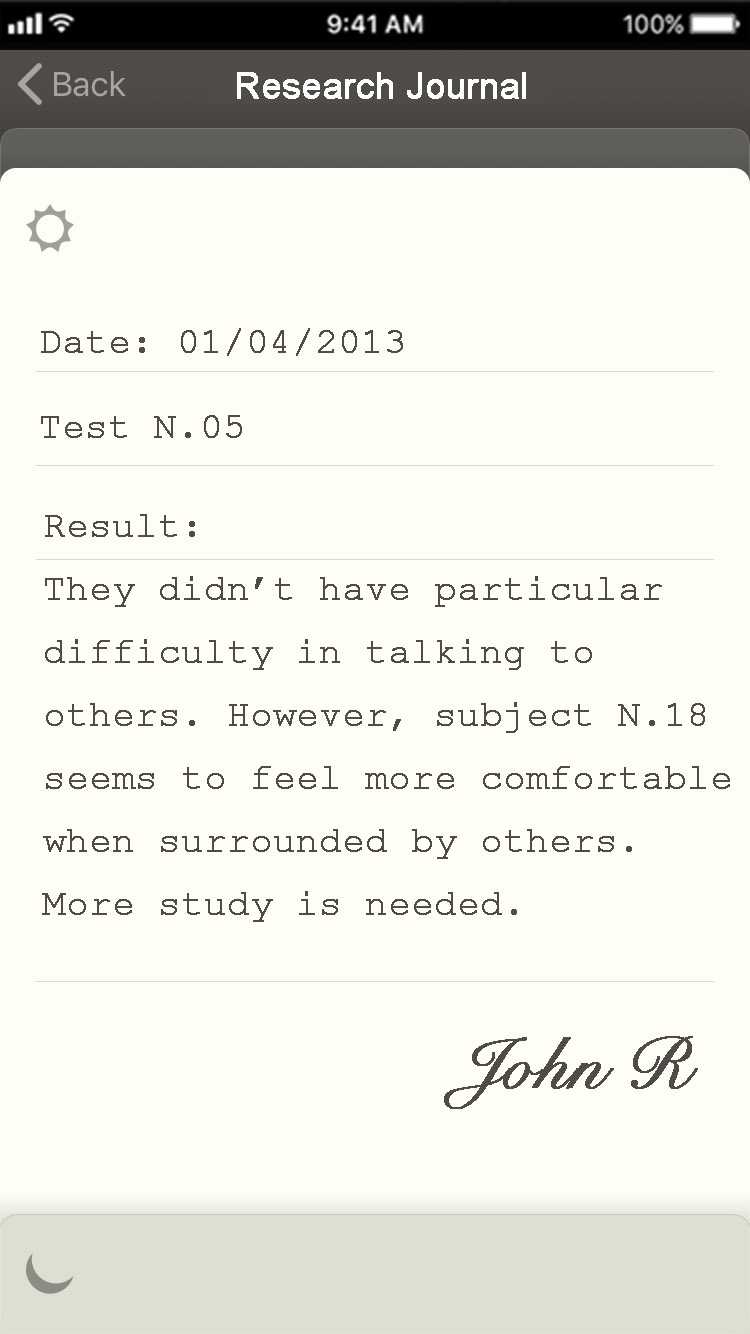 9:41 AM 100%
Back Research Journal
Date: 01/04/2013
Test N.05
Result:
They didn’t have particular
difficulty in talking to
others. However, subject N.18
seems to feel more comfortable
when surrounded by others.
More study is needed.
John R